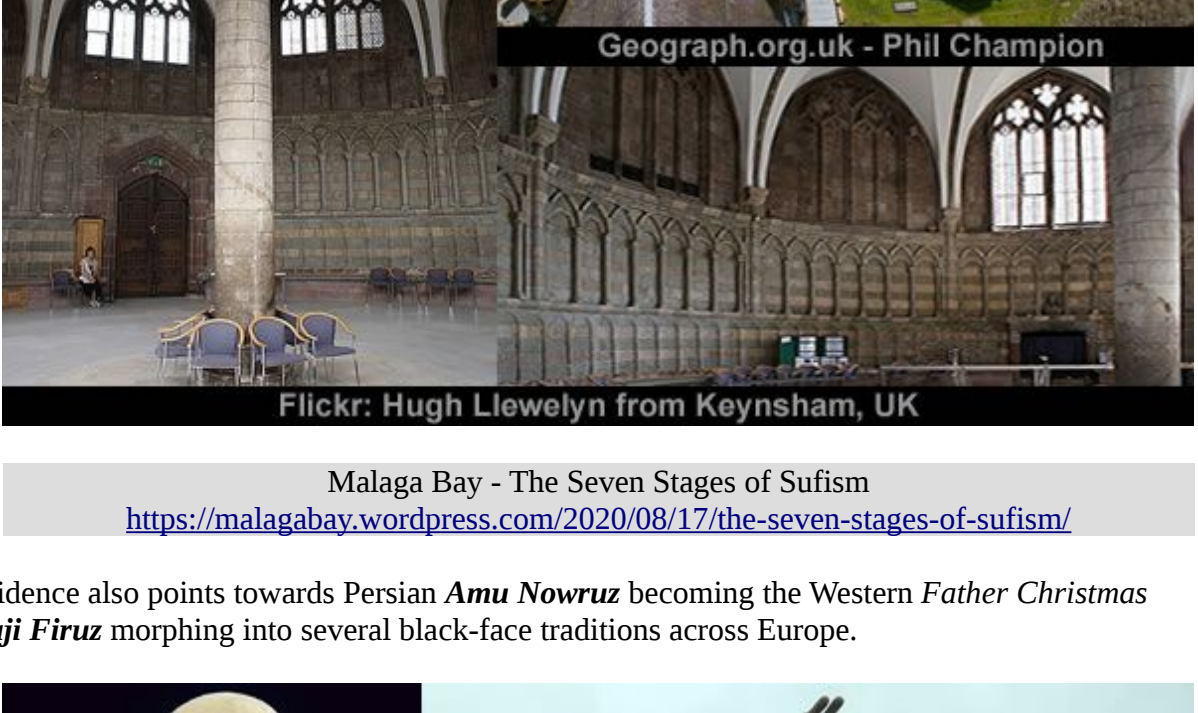 Geograph.org.uk - Phil Champion
Flickr: Hugh Llewelyn from Keynsham, UK
Malaga Bay - The Seven Stages of Sufism
https://malagabay.wordpress.com/2020/08/17/the-seven-stages-of-sufism/
also points towards Persian Amu Nowruz becoming the Western Father Christmas
Firuz morphing into several black-face traditions across Europe.